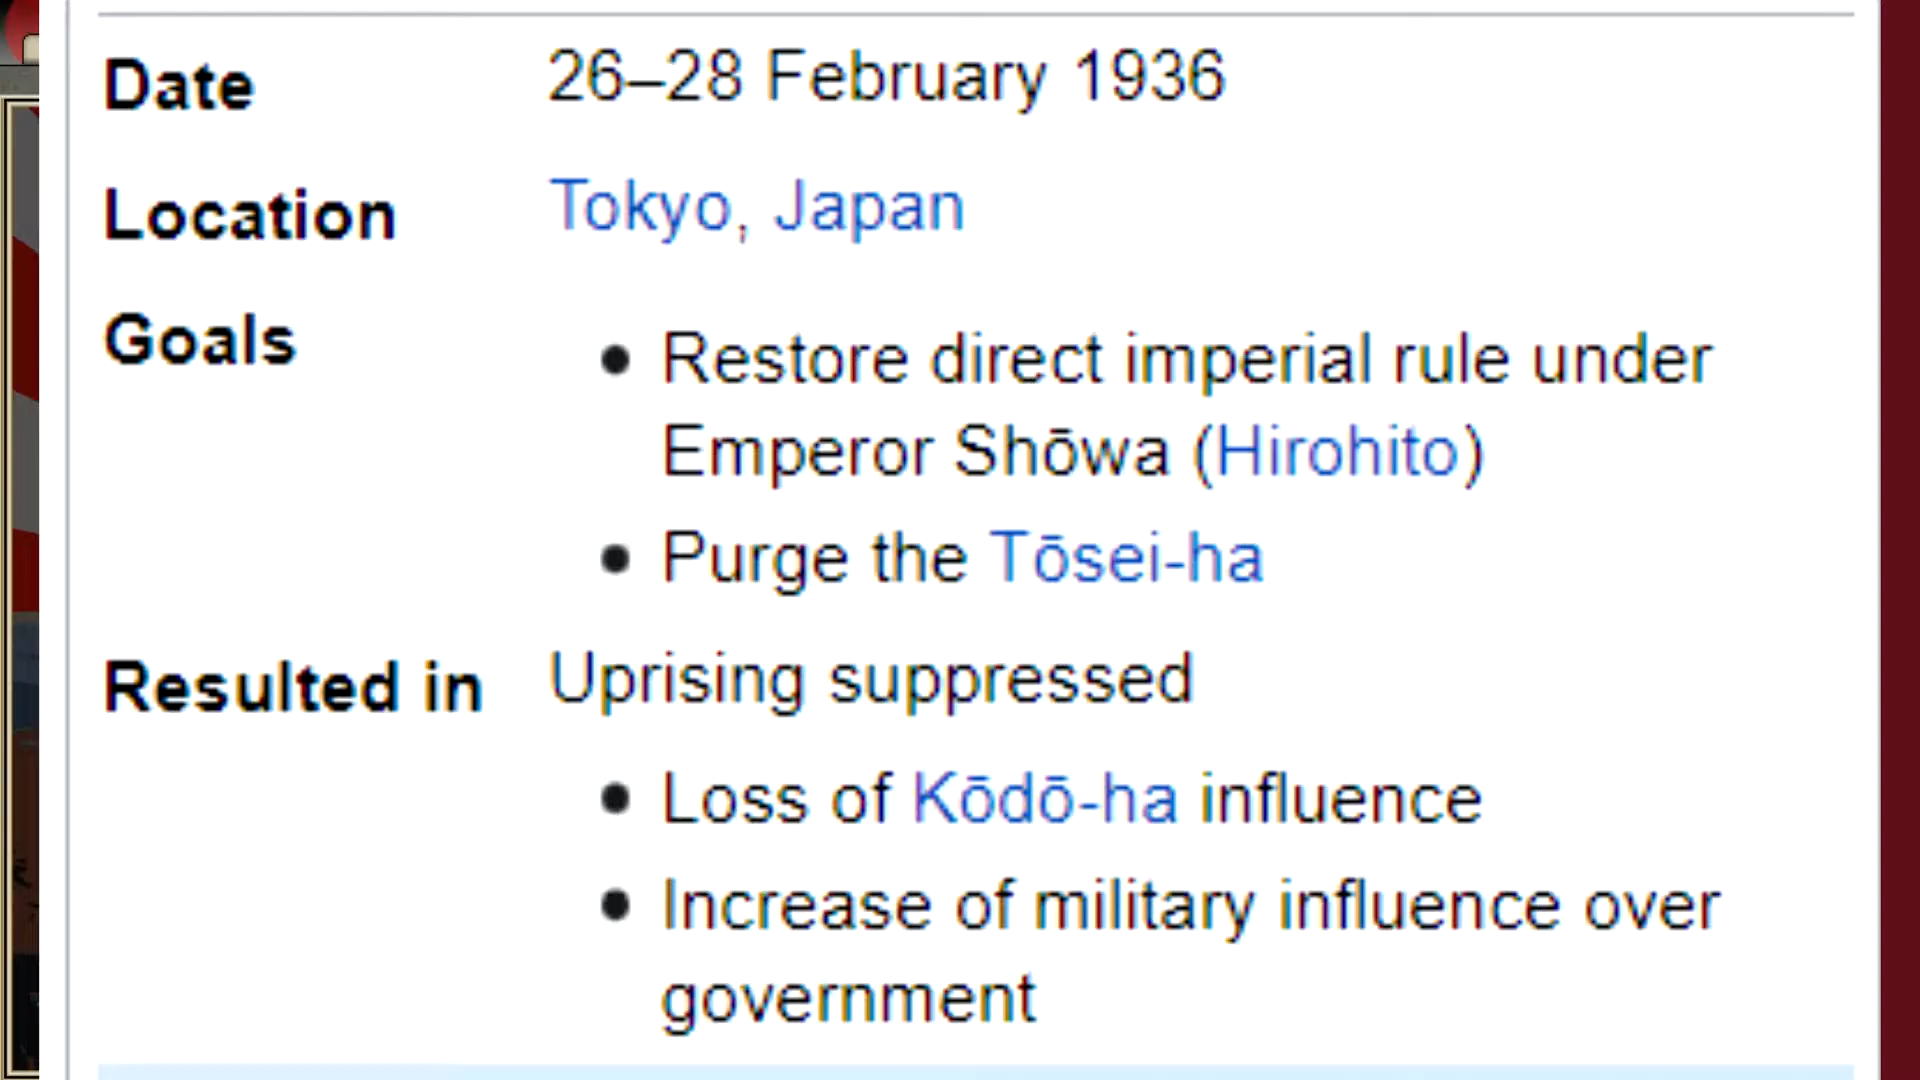 Date 26–28 February 1936
Location Tokyo, Japan
Goals
• Restore direct imperial rule under
Emperor Shōwa (Hirohito)
• Purge the Tōsei-ha
Resulted in Uprising suppressed
• Loss of Kōdō-ha influence
• Increase of military influence over
government